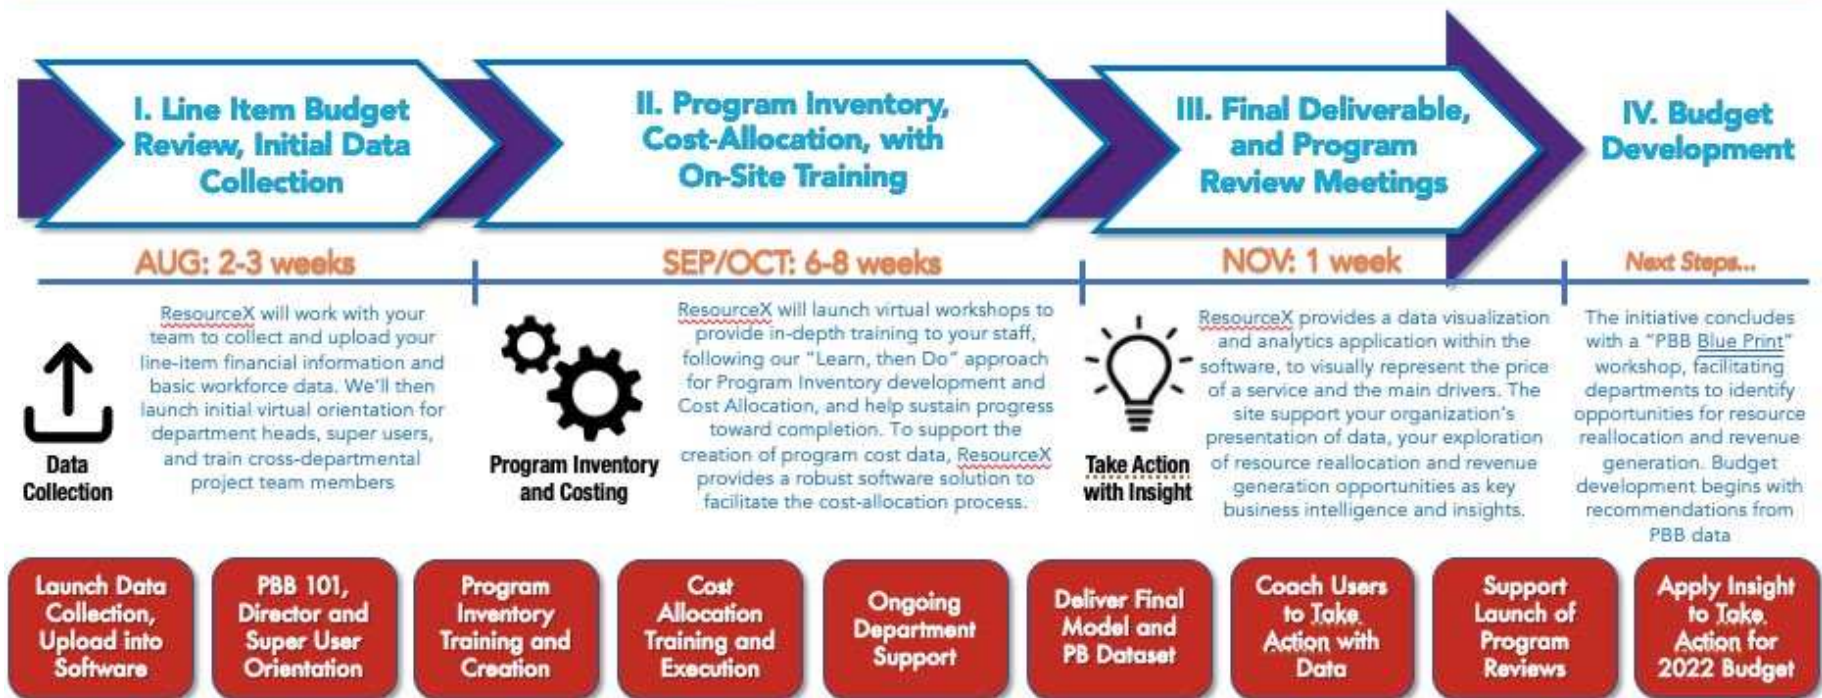 I. Line Item Budget
Review, Initial Data
Collection
II. Program Inventory,
Cost-Allocation, with
On-Site Training
III. Final Deliverable,
and Program
Review Meetings
IV. Budget
Development
AUG: 2-3 weeks
SEP/OCT: 6-8 weeks
NOV: 1 week
Next Steps...
Data
Collection
ResourceX will work with your
team to collect and upload your
line-item financial information and
basic workforce data. We'll then
launch initial virtual orientation for
department heads, super users,
and train cross-departmental
project team members
Program Inventory
and Costing
ResourceX will launch virtual workshops to
provide in-depth training to your staff,
following our "Learn, then Do" approach
for Program Inventory development and
Cost Allocation, and help sustain progress
toward completion. To support the
creation of program cost data, ResourceX
provides a robust software solution to
facilitate the cost-allocation process.
Take Action
with Insight
ResourceX provides a data visualization
and analytics application within the
software, to visually represent the price
of a service and the main drivers. The
site support your organization's
presentation of data, your exploration
of resource reallocation and revenue
generation opportunities as key
business intelligence and insights.
The initiative concludes
with a "PBB Blue Print"
workshop, facilitating
departments to identify
opportunities for resource
reallocation and revenue
generation. Budget
development begins with
recommendations from
PBB data
Launch Data
Collection,
Upload into
Software
PBB 101,
Director and
Super User
Orientation
Program
Inventory
Training and
Creation
Cost
Allocation
Training and
Execution
Ongoing
Department
Support
Deliver Final
Model and
PB Dataset
Coach Users
to Take
Action with
Data
Support
Launch of
Program
Reviews
Apply Insight
to Take
Action for
2022 Budget